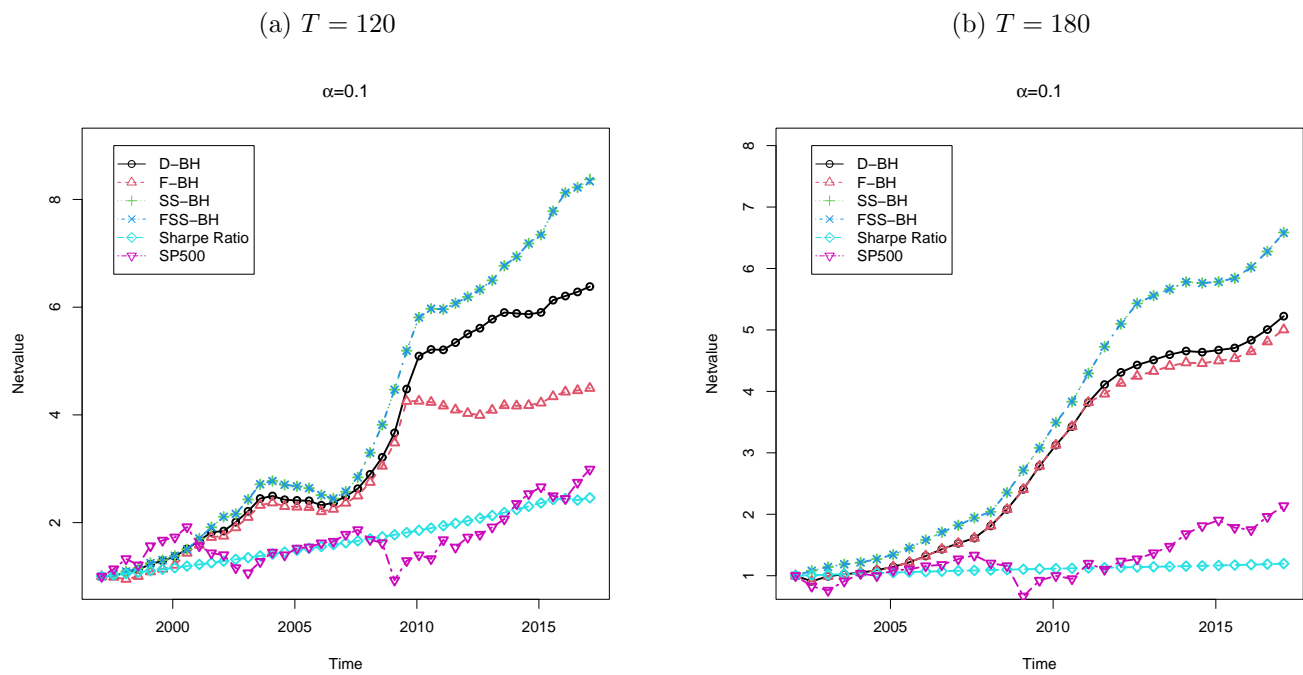 (a) T = 120
α=0.1
Netvalue
8
6
4
2
D−BH
F−BH
SS−BH
FSS−BH
Sharpe Ratio
SP500
2000 2005 2010 2015
Time
(b) T = 180
α=0.1
Netvalue
8
7
6
5
4
3
2
1
D−BH
F−BH
SS−BH
FSS−BH
Sharpe Ratio
SP500
2005 2010 2015
Time